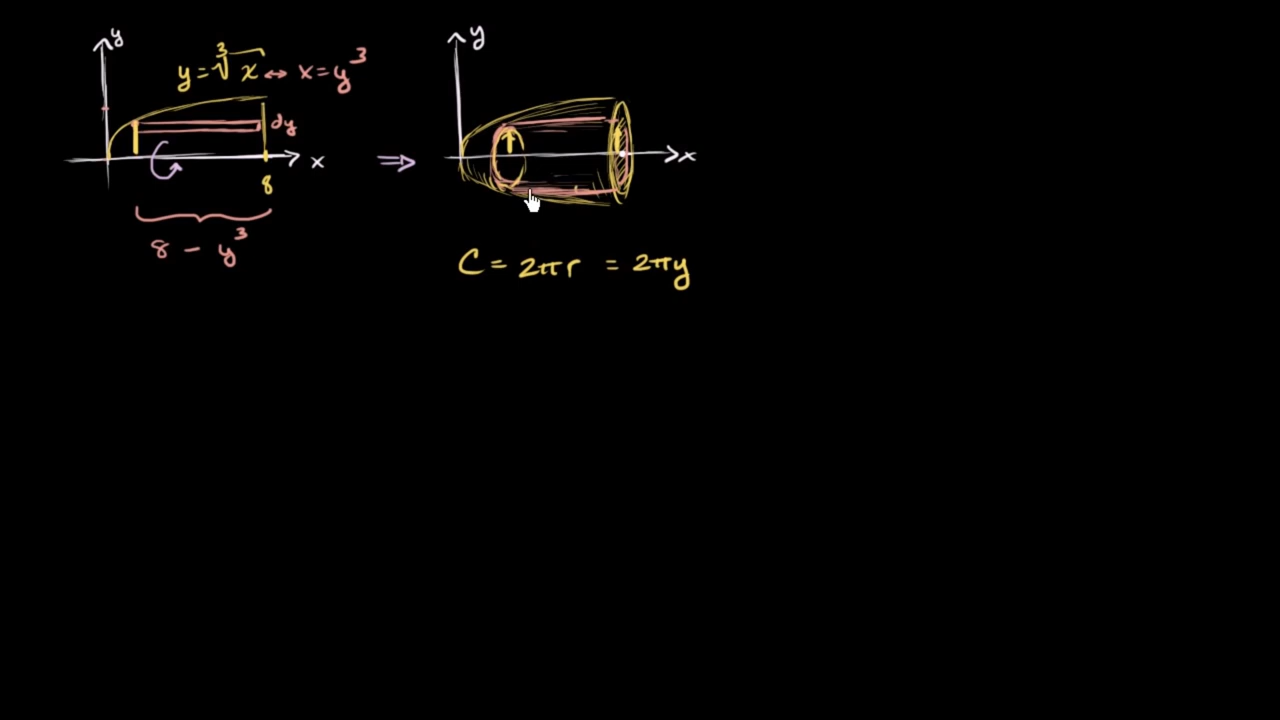 y
y = ∛x ↔ x = y³
dy
x
8
8 - y³
⇒
y
x
C = 2πr = 2πy